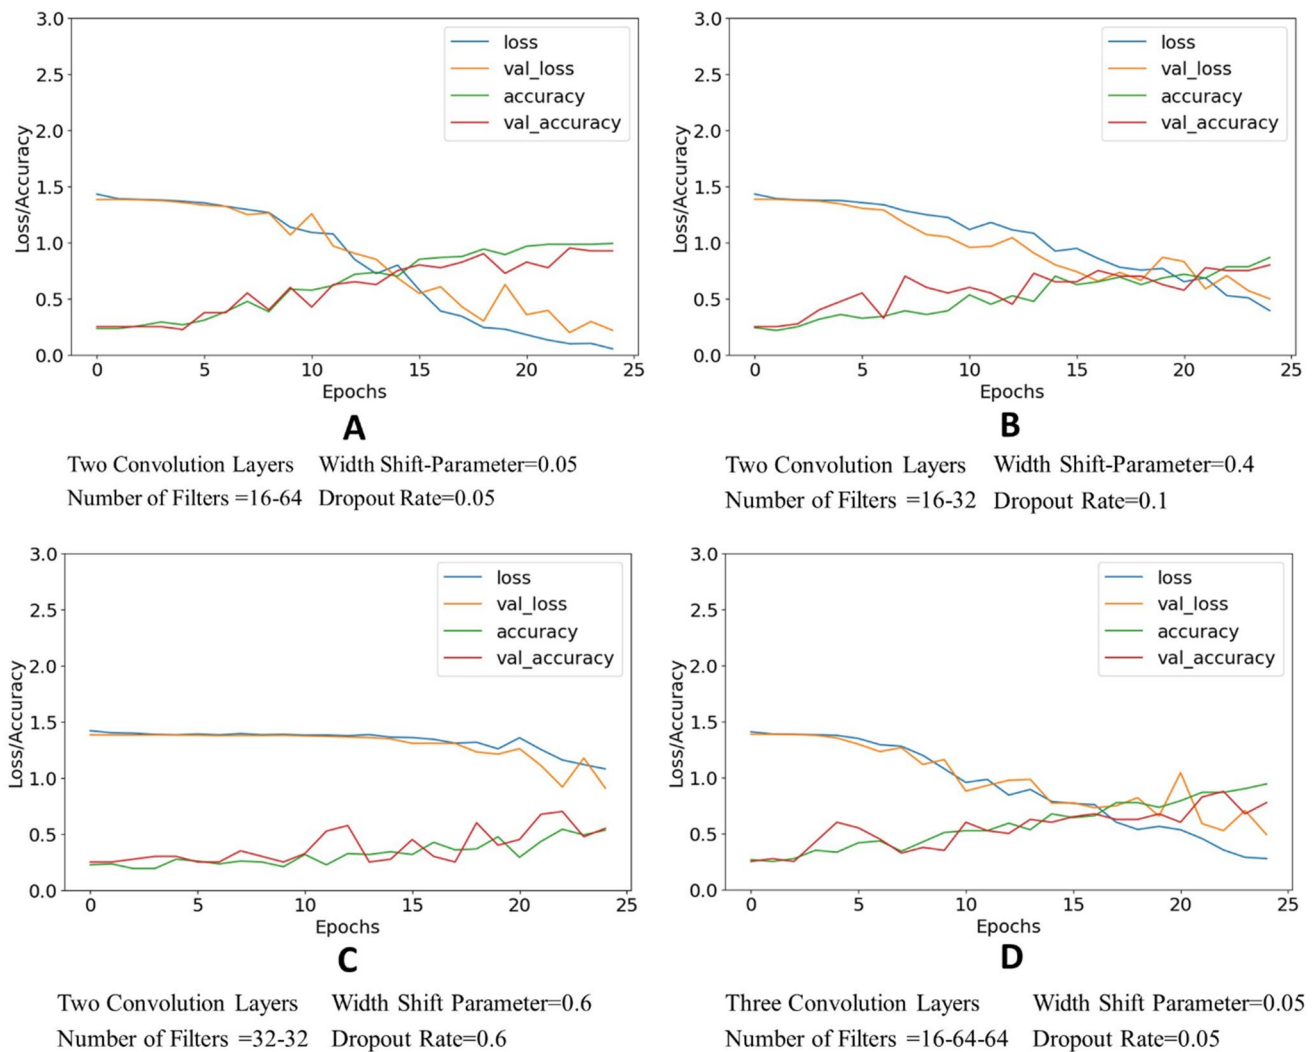 3.0
2.5
2.0
1.5
1.0
0.5
0.0
Loss/Accuracy
loss
val_loss
accuracy
val_accuracy
0 5 10 15 20 25
Epochs
A
Two Convolution Layers Width Shift-Parameter=0.05
Number of Filters =16-64 Dropout Rate=0.05
3.0
2.5
2.0
1.5
1.0
0.5
0.0
Loss/Accuracy
loss
val_loss
accuracy
val_accuracy
0 5 10 15 20 25
Epochs
B
Two Convolution Layers Width Shift-Parameter=0.4
Number of Filters =16-32 Dropout Rate=0.1
3.0
2.5
2.0
1.5
1.0
0.5
0.0
Loss/Accuracy
loss
val_loss
accuracy
val_accuracy
0 5 10 15 20 25
Epochs
C
Two Convolution Layers Width Shift Parameter=0.6
Number of Filters =32-32 Dropout Rate=0.6
3.0
2.5
2.0
1.5
1.0
0.5
0.0
Loss/Accuracy
loss
val_loss
accuracy
val_accuracy
0 5 10 15 20 25
Epochs
D
Three Convolution Layers Width Shift Parameter=0.05
Number of Filters =16-64-64 Dropout Rate=0.05